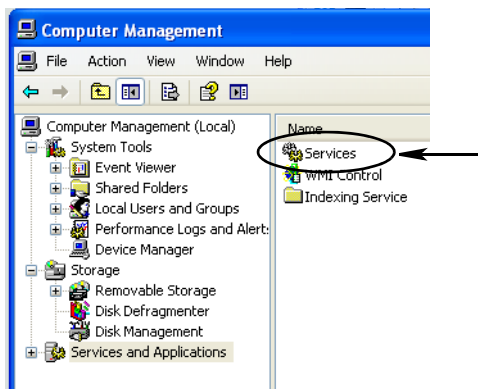 Computer Management
File Action View Window Help
Computer Management (Local)
System Tools
Event Viewer
Shared Folders
Local Users and Groups
Performance Logs and Alert:
Device Manager
Storage
Removable Storage
Disk Defragmenter
Disk Management
Services and Applications
Name
Services
WMI Control
Indexing Service